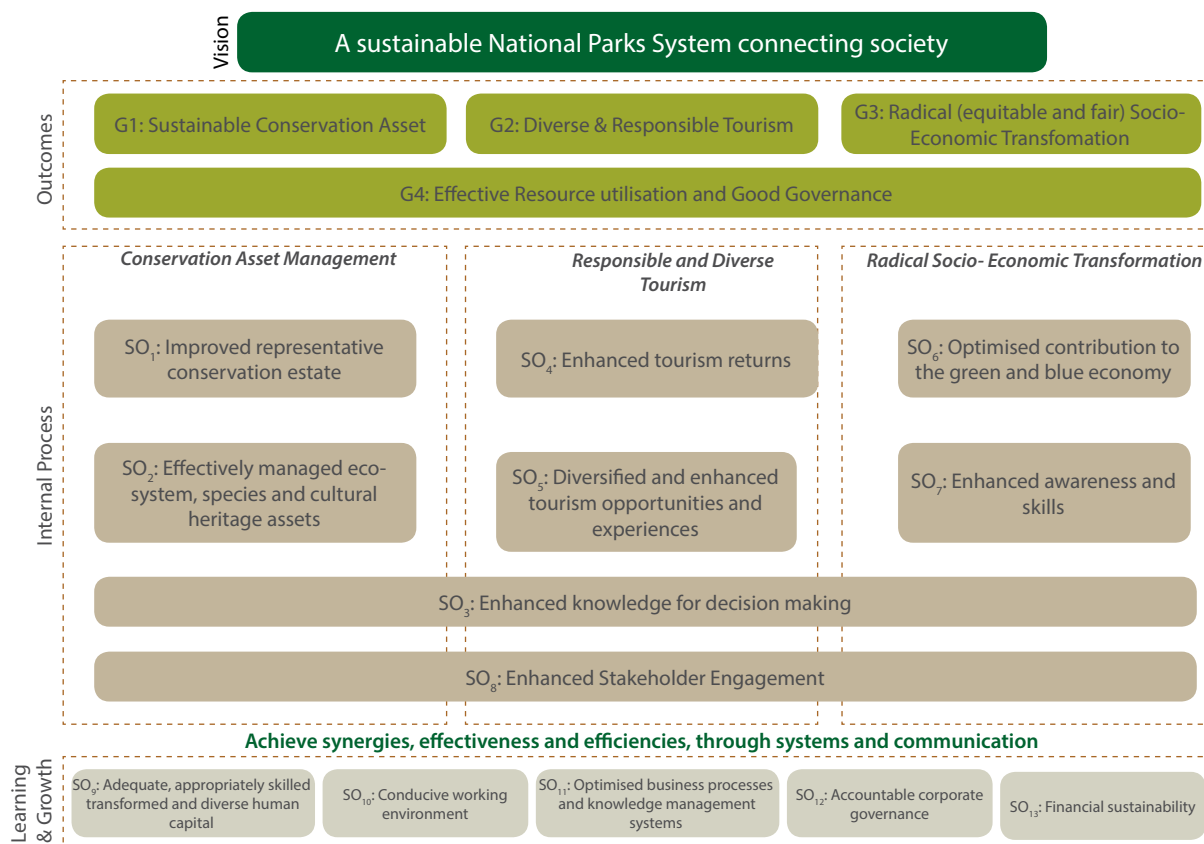 Vision
A sustainable National Parks System connecting society
Outcomes
G1: Sustainable Conservation Asset
G2: Diverse & Responsible Tourism
G3: Radical (equitable and fair) Socio-
Economic Transfomation
G4: Effective Resource utilisation and Good Governance
Internal Process
Conservation Asset Management
Responsible and Diverse
Tourism
Radical Socio- Economic Transformation
SO1: Improved representative
conservation estate
SO4: Enhanced tourism returns
SO6: Optimised contribution to
the green and blue economy
SO2: Effectively managed eco-
system, species and cultural
heritage assets
SO5: Diversified and enhanced
tourism opportunities and
experiences
SO7: Enhanced awareness and
skills
SO3: Enhanced knowledge for decision making
SO8: Enhanced Stakeholder Engagement
Achieve synergies, effectiveness and efficiencies, through systems and communication
Learning
& Growth
SO9: Adequate, appropriately skilled
transformed and diverse human
capital
SO10: Conducive working
environment
SO11: Optimised business processes
and knowledge management
systems
SO12: Accountable corporate
governance
SO13: Financial sustainability